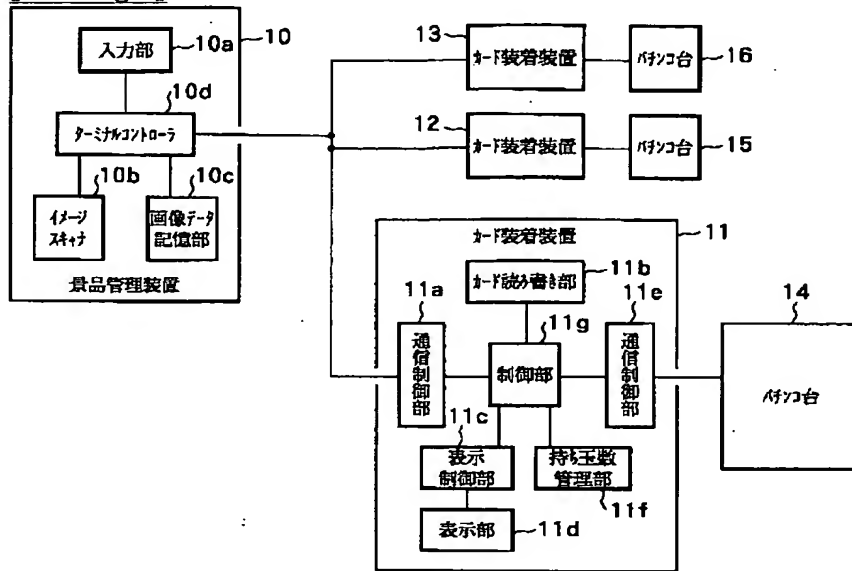 入力部
10a
10
10d
ターミナルコントローラ
10b
10c
イメージ
スキャナ
画像データ
記憶部
景品管理装置
13
カード装着装置
パチンコ台
16
12
カード装着装置
パチンコ台
15
カード装着装置
11
カード読み書き部
11b
11a
11g
11e
14
通信制御部
制御部
通信制御部
パチンコ台
11c
表示
制御部
持ち玉数
管理部
11f
表示部
11d